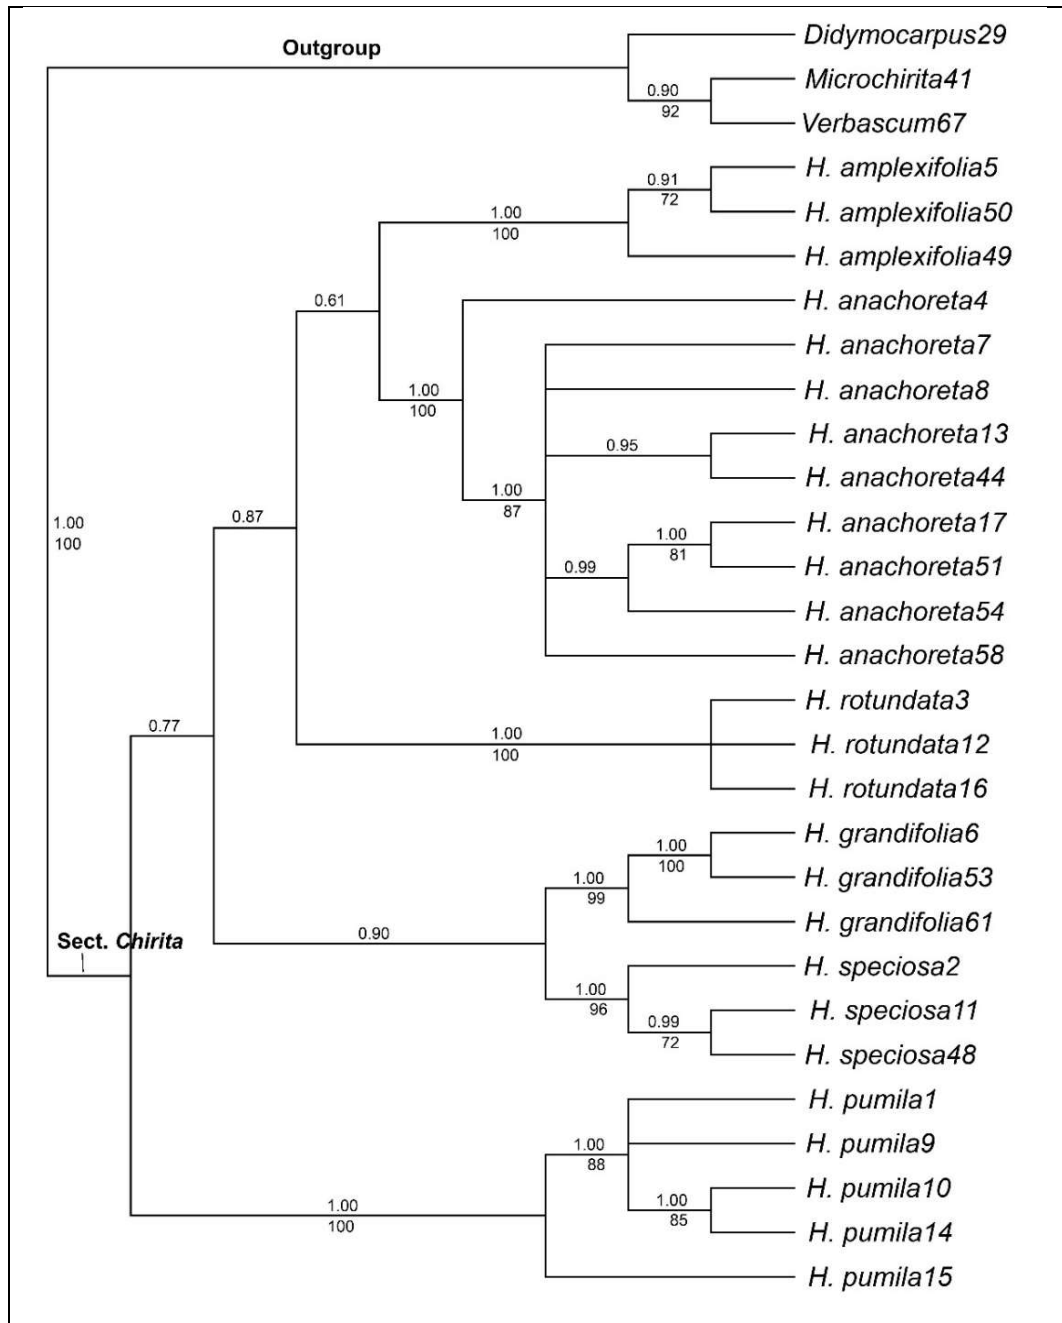 Outgroup
Didymocarpus29
0.90
92
Microchirita41
Verbascum67
H. amplexifolia5
0.91
72
H. amplexifolia50
1.00
100
H. amplexifolia49
0.61
H. anachoreta4
H. anachoreta7
1.00
100
H. anachoreta8
H. anachoreta13
0.95
H. anachoreta44
1.00
87
H. anachoreta17
1.00
81
0.87
1.00
100
H. anachoreta51
0.99
H. anachoreta54
H. anachoreta58
H. rotundata3
0.77
1.00
100
H. rotundata12
H. rotundata16
H. grandifolia6
1.00
100
H. grandifolia53
1.00
99
H. grandifolia61
Sect. Chirita
0.90
H. speciosa2
1.00
96
H. speciosa11
0.99
72
H. speciosa48
H. pumila1
H. pumila9
1.00
88
H. pumila10
1.00
85
1.00
100
H. pumila14
H. pumila15